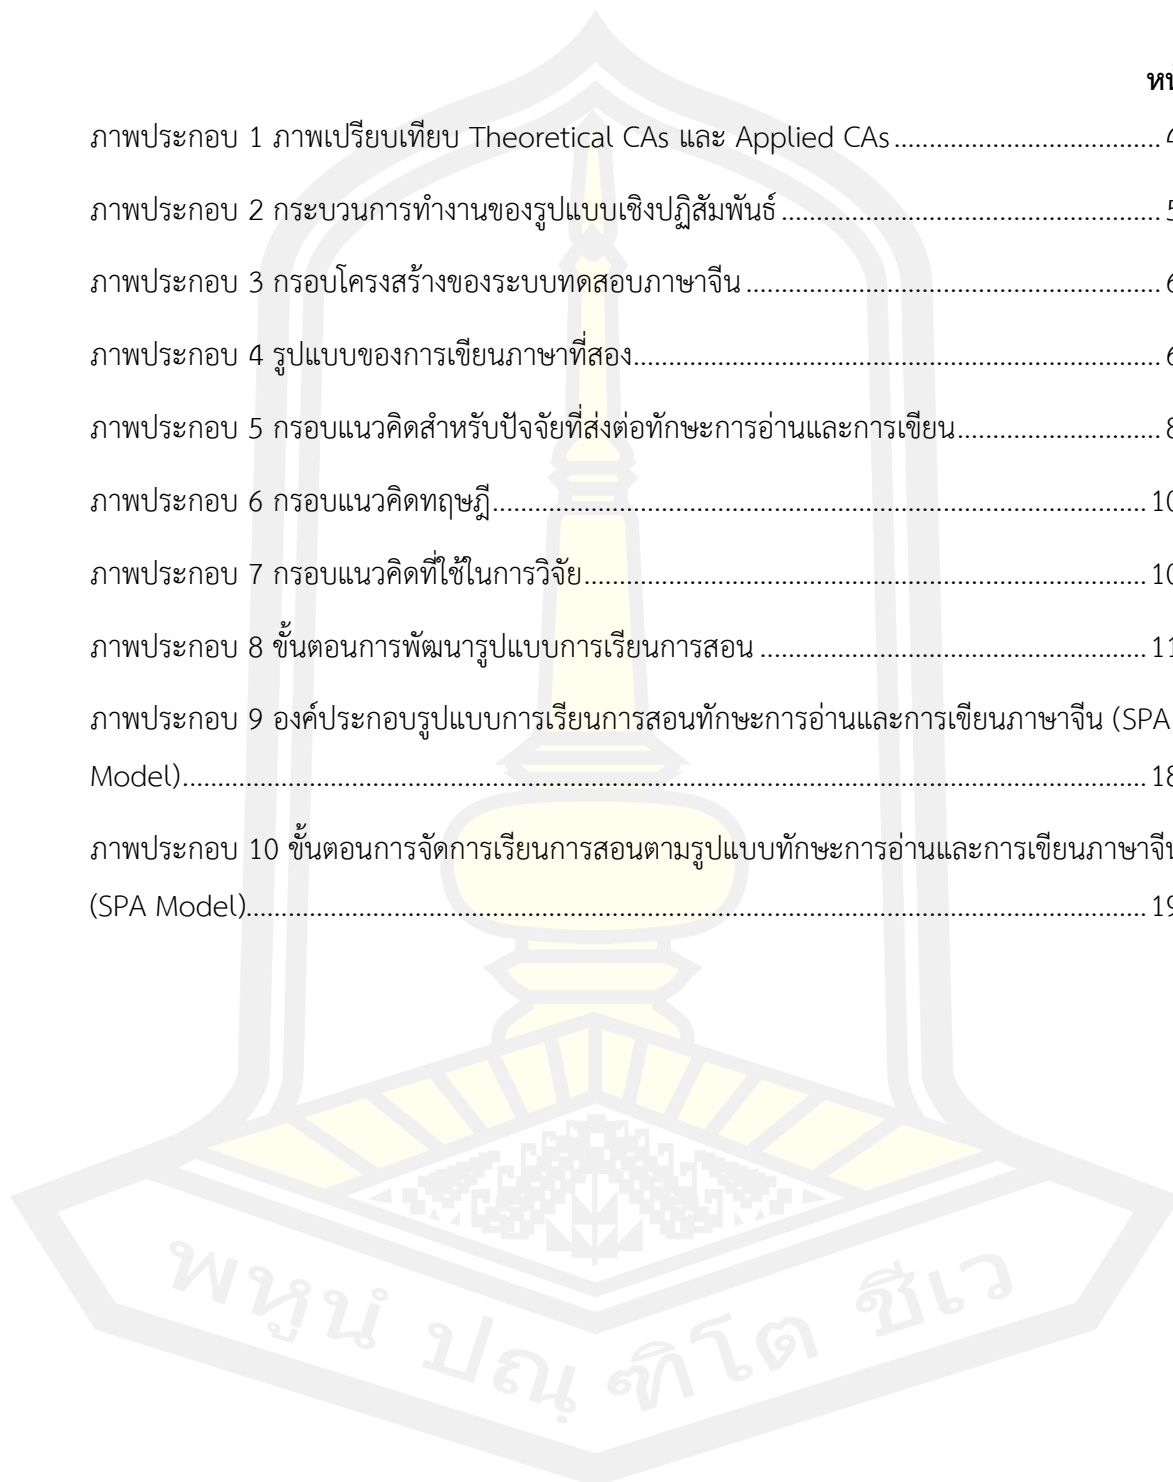 ภาพประกอบ 1 ภาพเปรียบเทียบ Theoretical CAs และ Applied CAs
ภาพประกอบ 2 กระบวนการทำงานของรูปแบบเชิงปฏิสัมพันธ์
ภาพประกอบ 3 กรอบโครงสร้างของระบบทดสอบภาษาจีน
ภาพประกอบ 4 รูปแบบของการเขียนภาษาที่สอง
ภาพประกอบ 5 กรอบแนวคิดสำหรับปัจจัยที่ส่งต่อทักษะการอ่านและการเขียน
ภาพประกอบ 6 กรอบแนวคิดทฤษฎี
ภาพประกอบ 7 กรอบแนวคิดที่ใช้ในการวิจัย
ภาพประกอบ 8 ขั้นตอนการพัฒนารูปแบบการเรียนการสอน
ภาพประกอบ 9 องค์ประกอบรูปแบบการเรียนการสอนทักษะการอ่านและการเขียนภาษาจีน (SPA
Model)
ภาพประกอบ 10 ขั้นตอนการจัดการเรียนการสอนตามรูปแบบทักษะการอ่านและการเขียนภาษาจีน
(SPA Model)
พหูนํ ปณฺฑิโต ชีเว